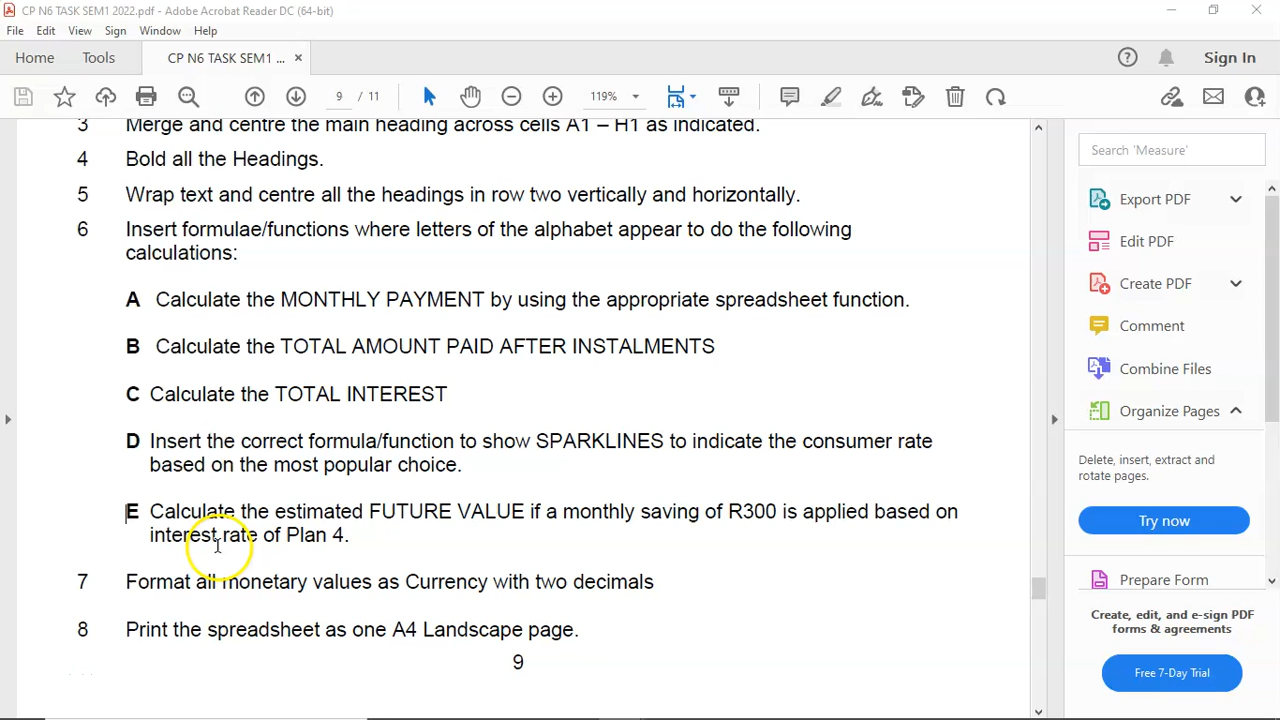 CP N6 TASK SEM1 2022.pdf - Adobe Acrobat Reader DC (64-bit)
File Edit View Sign Window Help
Home Tools CP N6 TASK SEM1 ... × Sign In
9 / 11 119%
3 Merge and centre the main heading across cells A1 – H1 as indicated.
4 Bold all the Headings.
5 Wrap text and centre all the headings in row two vertically and horizontally.
6 Insert formulae/functions where letters of the alphabet appear to do the following
calculations:
A Calculate the MONTHLY PAYMENT by using the appropriate spreadsheet function.
B Calculate the TOTAL AMOUNT PAID AFTER INSTALMENTS
C Calculate the TOTAL INTEREST
D Insert the correct formula/function to show SPARKLINES to indicate the consumer rate
based on the most popular choice.
E Calculate the estimated FUTURE VALUE if a monthly saving of R300 is applied based on
interest rate of Plan 4.
7 Format all monetary values as Currency with two decimals
8 Print the spreadsheet as one A4 Landscape page.
9
Search 'Measure'
Export PDF
Edit PDF
Create PDF
Comment
Combine Files
Organize Pages
Delete, insert, extract and
rotate pages.
Try now
Prepare Form
Create, edit, and e-sign PDF
forms & agreements
Free 7-Day Trial